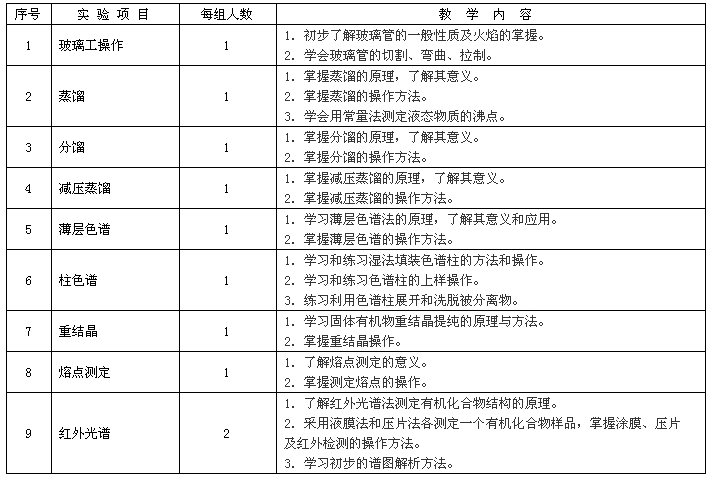 序号 实 验 项 目 每组人数 教 学 内 容
1 玻璃工操作 1
1. 初步了解玻璃管的一般性质及火焰的掌握。
2. 学会玻璃管的切割、弯曲、拉制。
2 蒸馏 1
1. 掌握蒸馏的原理，了解其意义。
2. 掌握蒸馏的操作方法。
3. 学会用常量法测定液态物质的沸点。
3 分馏 1
1. 掌握分馏的原理，了解其意义。
2. 掌握分馏的操作方法。
4 减压蒸馏 1
1. 掌握减压蒸馏的原理，了解其意义。
2. 掌握减压蒸馏的操作方法。
5 薄层色谱 1
1. 学习薄层色谱法的原理，了解其意义和应用。
2. 掌握薄层色谱的操作方法。
6 柱色谱 1
1. 学习和练习湿法填装色谱柱的方法和操作。
2. 学习和练习色谱柱的上样操作。
3. 练习利用色谱柱展开和洗脱被分离物。
7 重结晶 1
1. 学习固体有机物重结晶提纯的原理与方法。
2. 掌握重结晶操作。
8 熔点测定 1
1. 了解熔点测定的意义。
2. 掌握测定熔点的操作。
9 红外光谱 2
1. 了解红外光谱法测定有机化合物结构的原理。
2. 采用液膜法和压片法各测定一个有机化合物样品，掌握涂膜、压片
及红外检测的操作方法。
3. 学习初步的谱图解析方法。